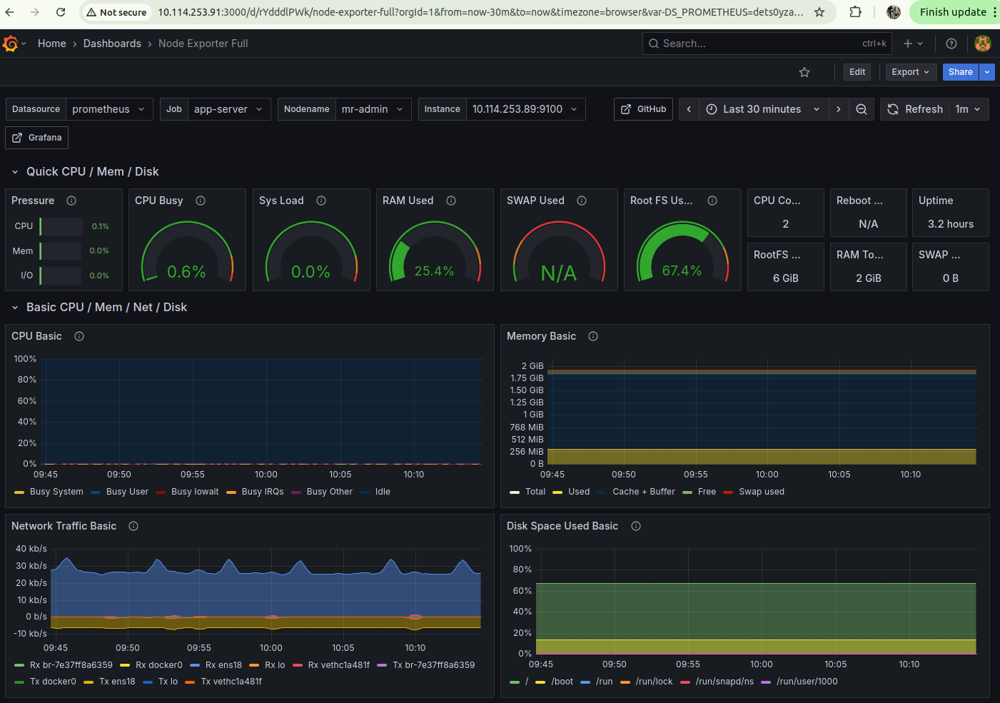 Not secure 10.114.253.91:3000/d/rYdddlPWk/node-exporter-full?orgId=1&from=now-30m&to=now&timezone=browser&var-DS_PROMETHEUS=dets0yza... Finish update
Home › Dashboards › Node Exporter Full Search... ctrl+k
Edit Export Share
Datasource prometheus Job app-server Nodename mr-admin Instance 10.114.253.89:9100 GitHub Last 30 minutes Refresh 1m
Grafana
Quick CPU / Mem / Disk
Pressure
CPU 0.1%
Mem 0.0%
I/O 0.0%
CPU Busy
0.6%
Sys Load
0.0%
RAM Used
25.4%
SWAP Used
N/A
Root FS Us...
67.4%
CPU Co...
2
Reboot ...
N/A
Uptime
3.2 hours
RootFS ...
6 GiB
RAM To...
2 GiB
SWAP ...
0 B
Basic CPU / Mem / Net / Disk
CPU Basic
100%
80%
60%
40%
20%
0%
09:45 09:50 09:55 10:00 10:05 10:10
Busy System Busy User Busy Iowait Busy IRQs Busy Other Idle
Memory Basic
2 GiB
1.75 GiB
1.50 GiB
1.25 GiB
1 GiB
768 MiB
512 MiB
256 MiB
0 B
09:45 09:50 09:55 10:00 10:05 10:10
Total Used Cache + Buffer Free Swap used
Network Traffic Basic
40 kb/s
30 kb/s
20 kb/s
10 kb/s
0 b/s
-10 kb/s
09:45 09:50 09:55 10:00 10:05 10:10
Rx br-7e37ff8a6359 Rx docker0 Rx ens18 Rx lo Rx vethc1a481f Tx br-7e37ff8a6359
Tx docker0 Tx ens18 Tx lo Tx vethc1a481f
Disk Space Used Basic
100%
80%
60%
40%
20%
0%
09:45 09:50 09:55 10:00 10:05 10:10
/ /boot /run /run/lock /run/snapd/ns /run/user/1000